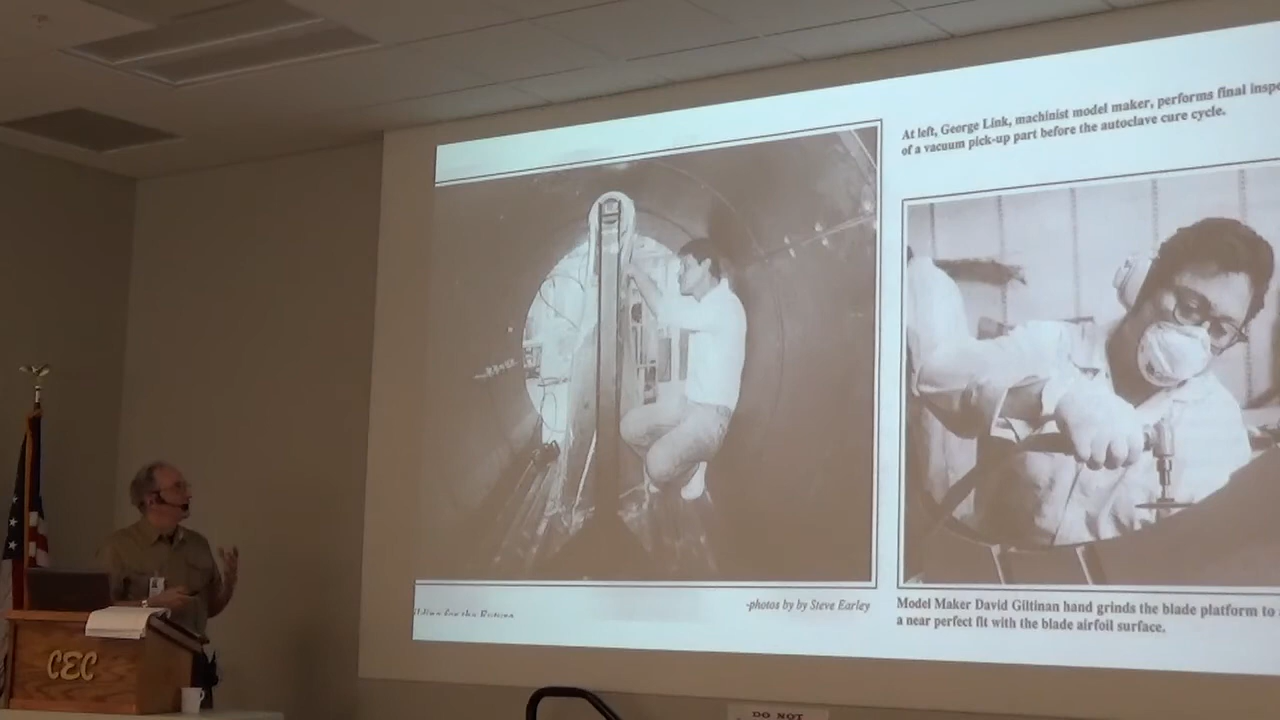 At left, George Link, machinist model maker, performs final
of a vacuum pick-up part before the autoclave cure cycle.
-photos by by Steve Earley
Model Maker David Giltinan hand grinds the blade platform to
a near perfect fit with the blade airfoil surface.
for the
CEC
DO NOT